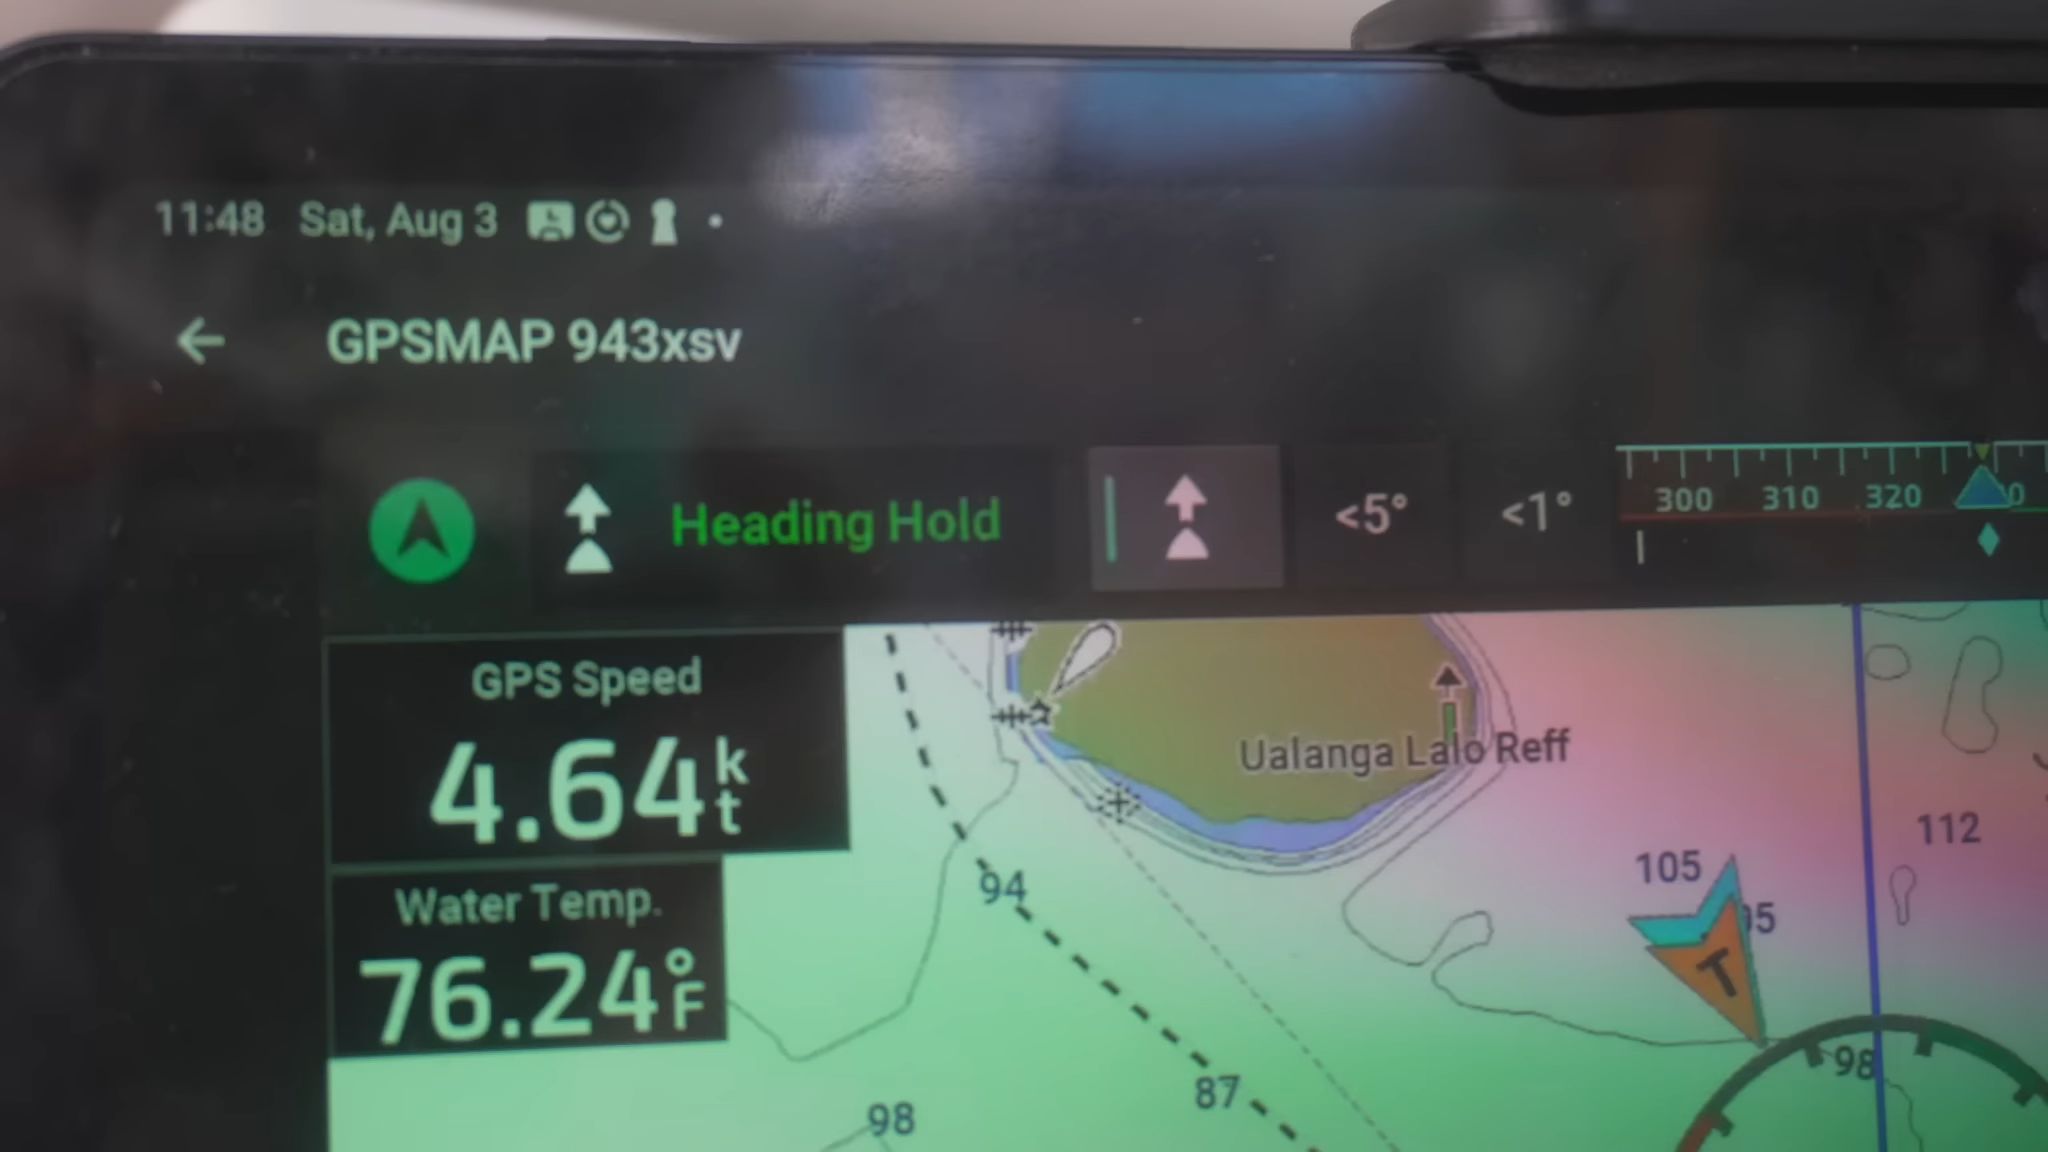 11:48 Sat, Aug 3
GPSMAP 943xsv
Heading Hold <5° <1°
300 310 320
GPS Speed
4.64 kt
Water Temp.
76.24 °F
Ualanga Lalo Reff
112
105
94
98
87
98
T